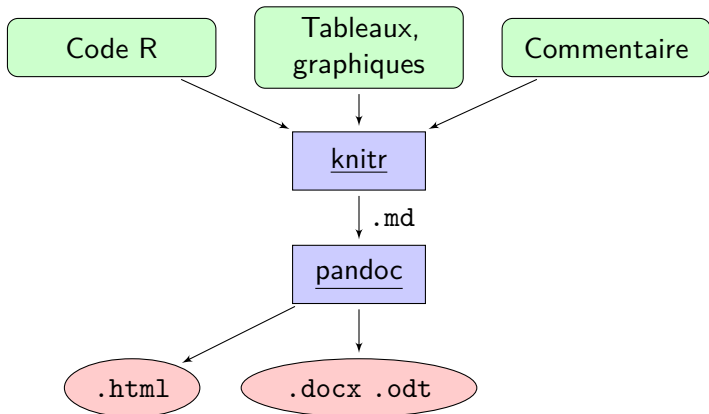 Code R
Tableaux,
graphiques
Commentaire
knitr
.md
pandoc
.html
.docx .odt